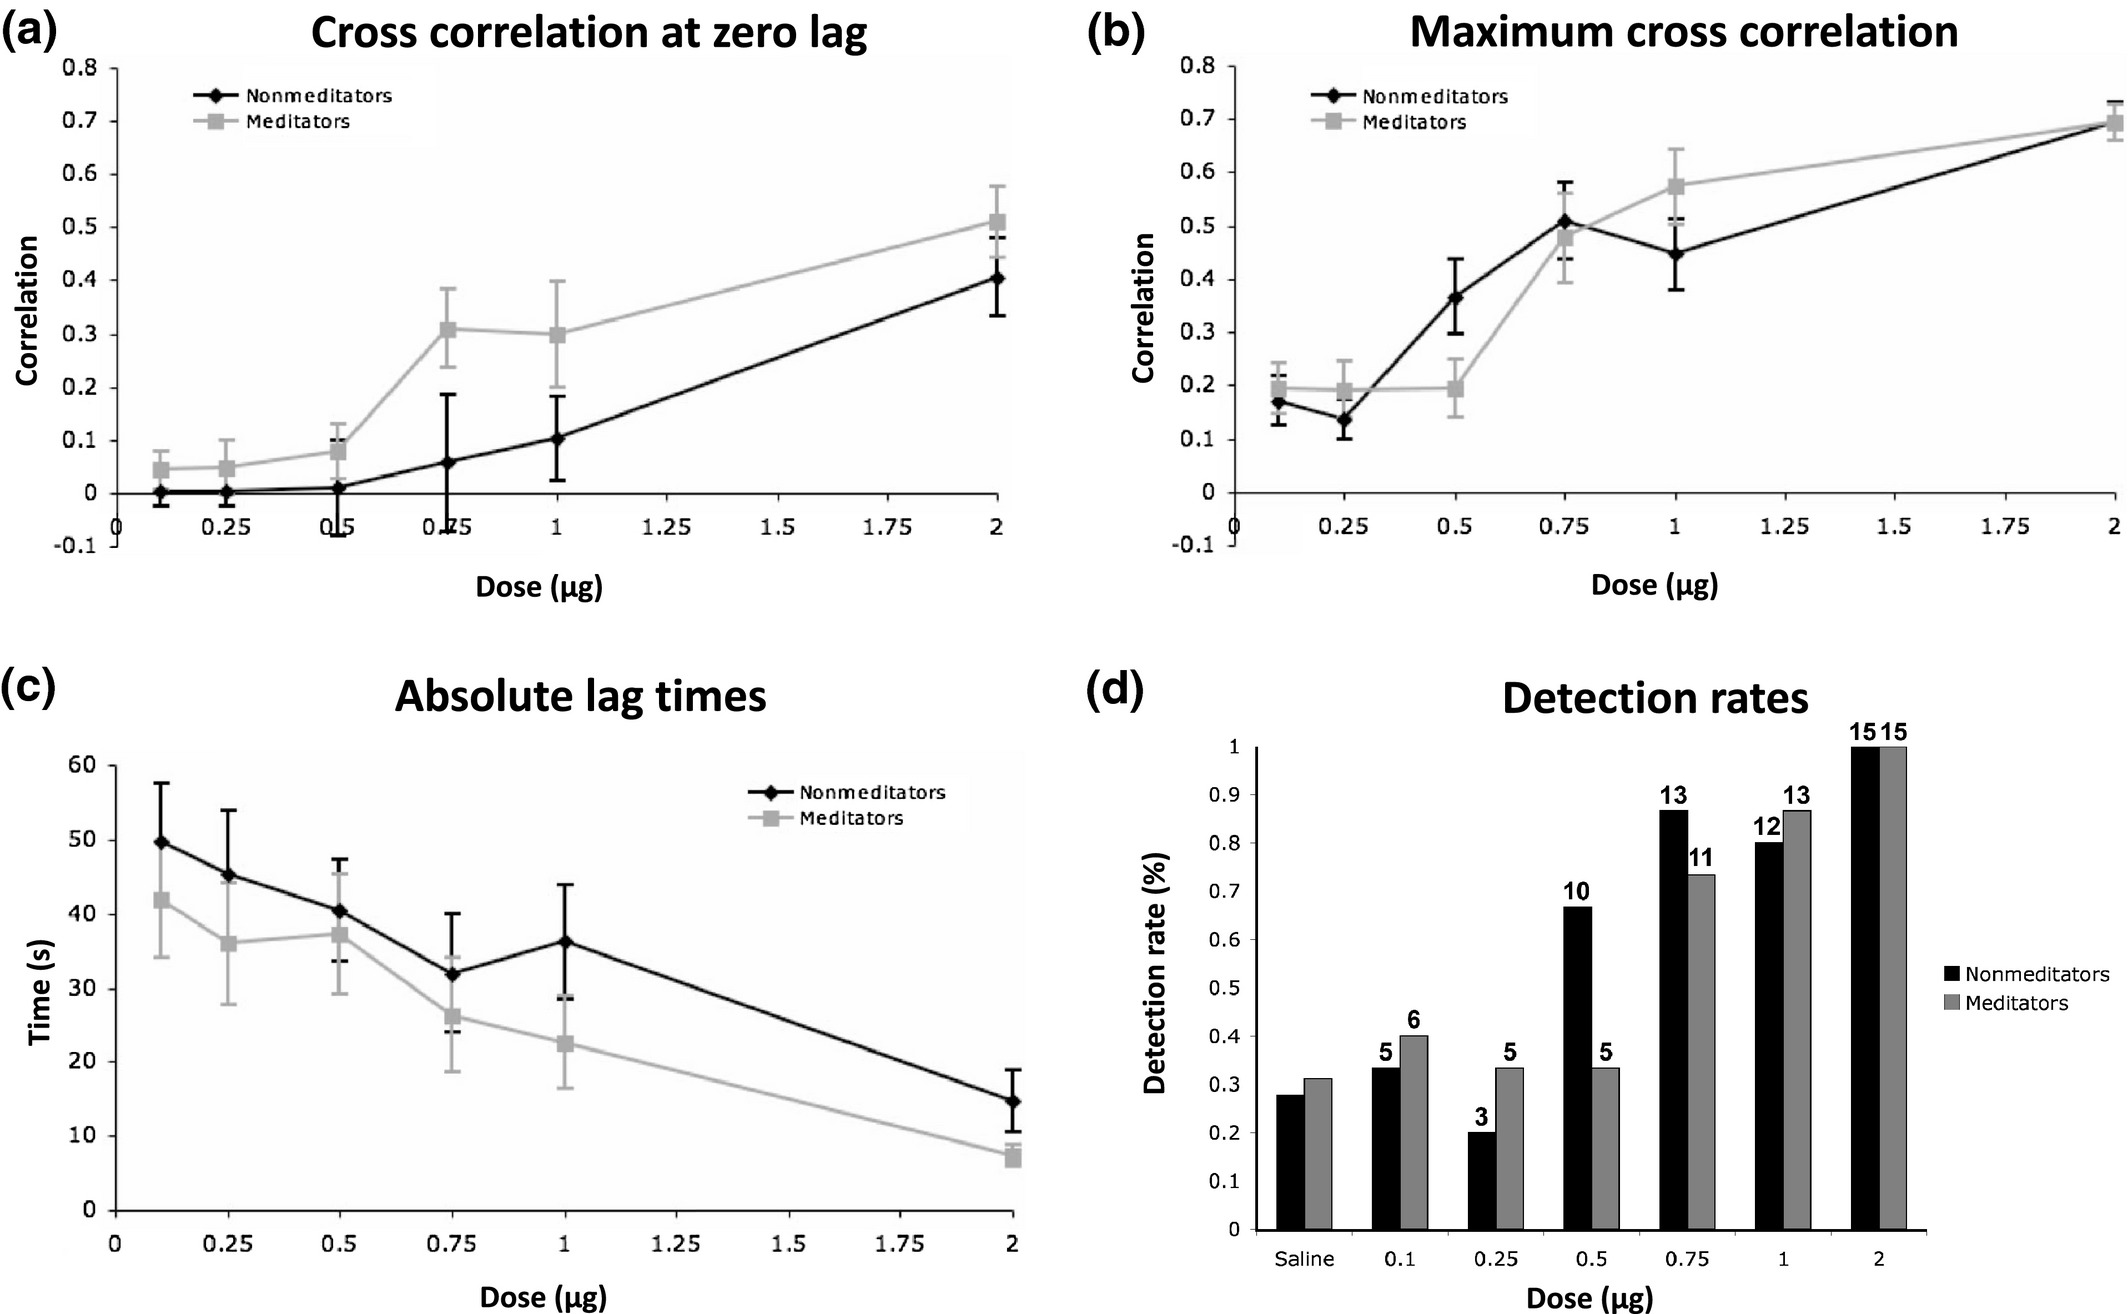 (a) Cross correlation at zero lag
0.8
0.7
0.6
0.5
0.4
0.3
0.2
0.1
0
-0.1
Correlation
Nonmeditators
Meditators
0 0.25 0.5 0.75 1 1.25 1.5 1.75 2
Dose (µg)
(b) Maximum cross correlation
0.8
0.7
0.6
0.5
0.4
0.3
0.2
0.1
0
-0.1
Correlation
Nonmeditators
Meditators
0 0.25 0.5 0.75 1 1.25 1.5 1.75 2
Dose (µg)
(c) Absolute lag times
60
50
40
30
20
10
0
Time (s)
Nonmeditators
Meditators
0 0.25 0.5 0.75 1 1.25 1.5 1.75 2
Dose (µg)
(d) Detection rates
1
0.9
0.8
0.7
0.6
0.5
0.4
0.3
0.2
0.1
0
Detection rate (%)
5 6 3 5 10 5 13 11 12 13 15 15
Nonmeditators
Meditators
Saline 0.1 0.25 0.5 0.75 1 2
Dose (µg)